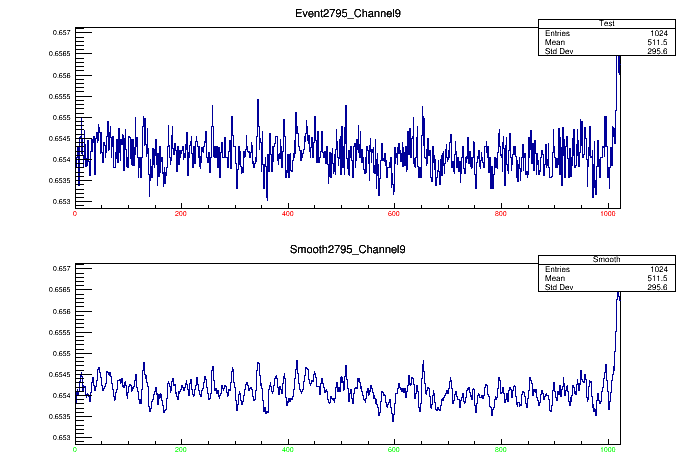 Event2795_Channel9
Test
Entries 1024
Mean 511.5
Std Dev 295.6
0.657
0.6565
0.656
0.6555
0.655
0.6545
0.654
0.6535
0.653
0 200 400 600 800 1000
Smooth2795_Channel9
Smooth
Entries 1024
Mean 511.5
Std Dev 295.6
0.657
0.6565
0.656
0.6555
0.655
0.6545
0.654
0.6535
0.653
0 200 400 600 800 1000